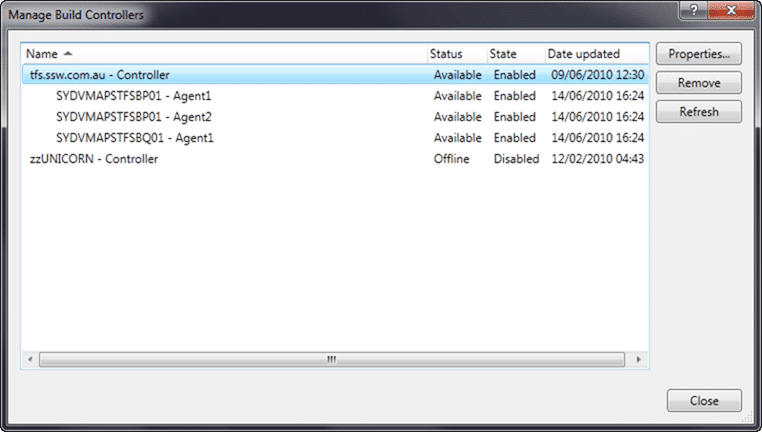 Manage Build Controllers
?
Name Status State Date updated
tfs.ssw.com.au - Controller Available Enabled 09/06/2010 12:30
SYDVMAPSTFSBP01 - Agent1 Available Enabled 14/06/2010 16:24
SYDVMAPSTFSBP01 - Agent2 Available Enabled 14/06/2010 16:24
SYDVMAPSTFSBQ01 - Agent1 Available Enabled 14/06/2010 16:24
zzUNICORN - Controller Offline Disabled 12/02/2010 04:43
Properties...
Remove
Refresh
Close